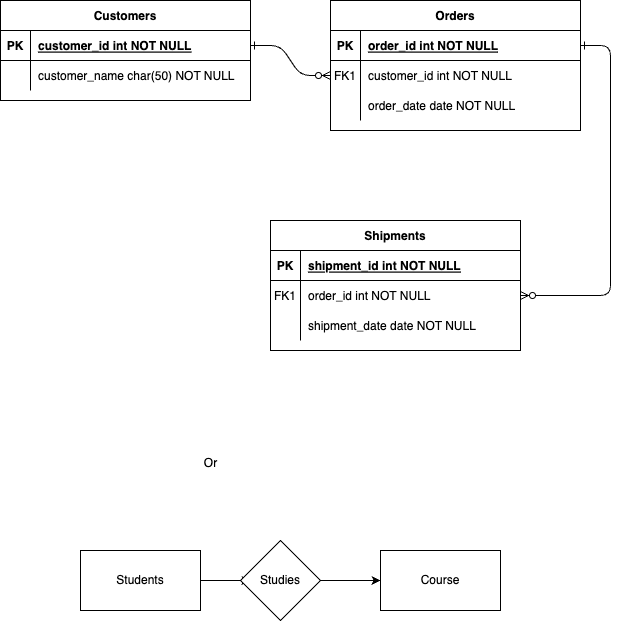 Customers
PK customer_id int NOT NULL
customer_name char(50) NOT NULL
Orders
PK order_id int NOT NULL
FK1 customer_id int NOT NULL
order_date date NOT NULL
Shipments
PK shipment_id int NOT NULL
FK1 order_id int NOT NULL
shipment_date date NOT NULL
Or
Students
Studies
Course